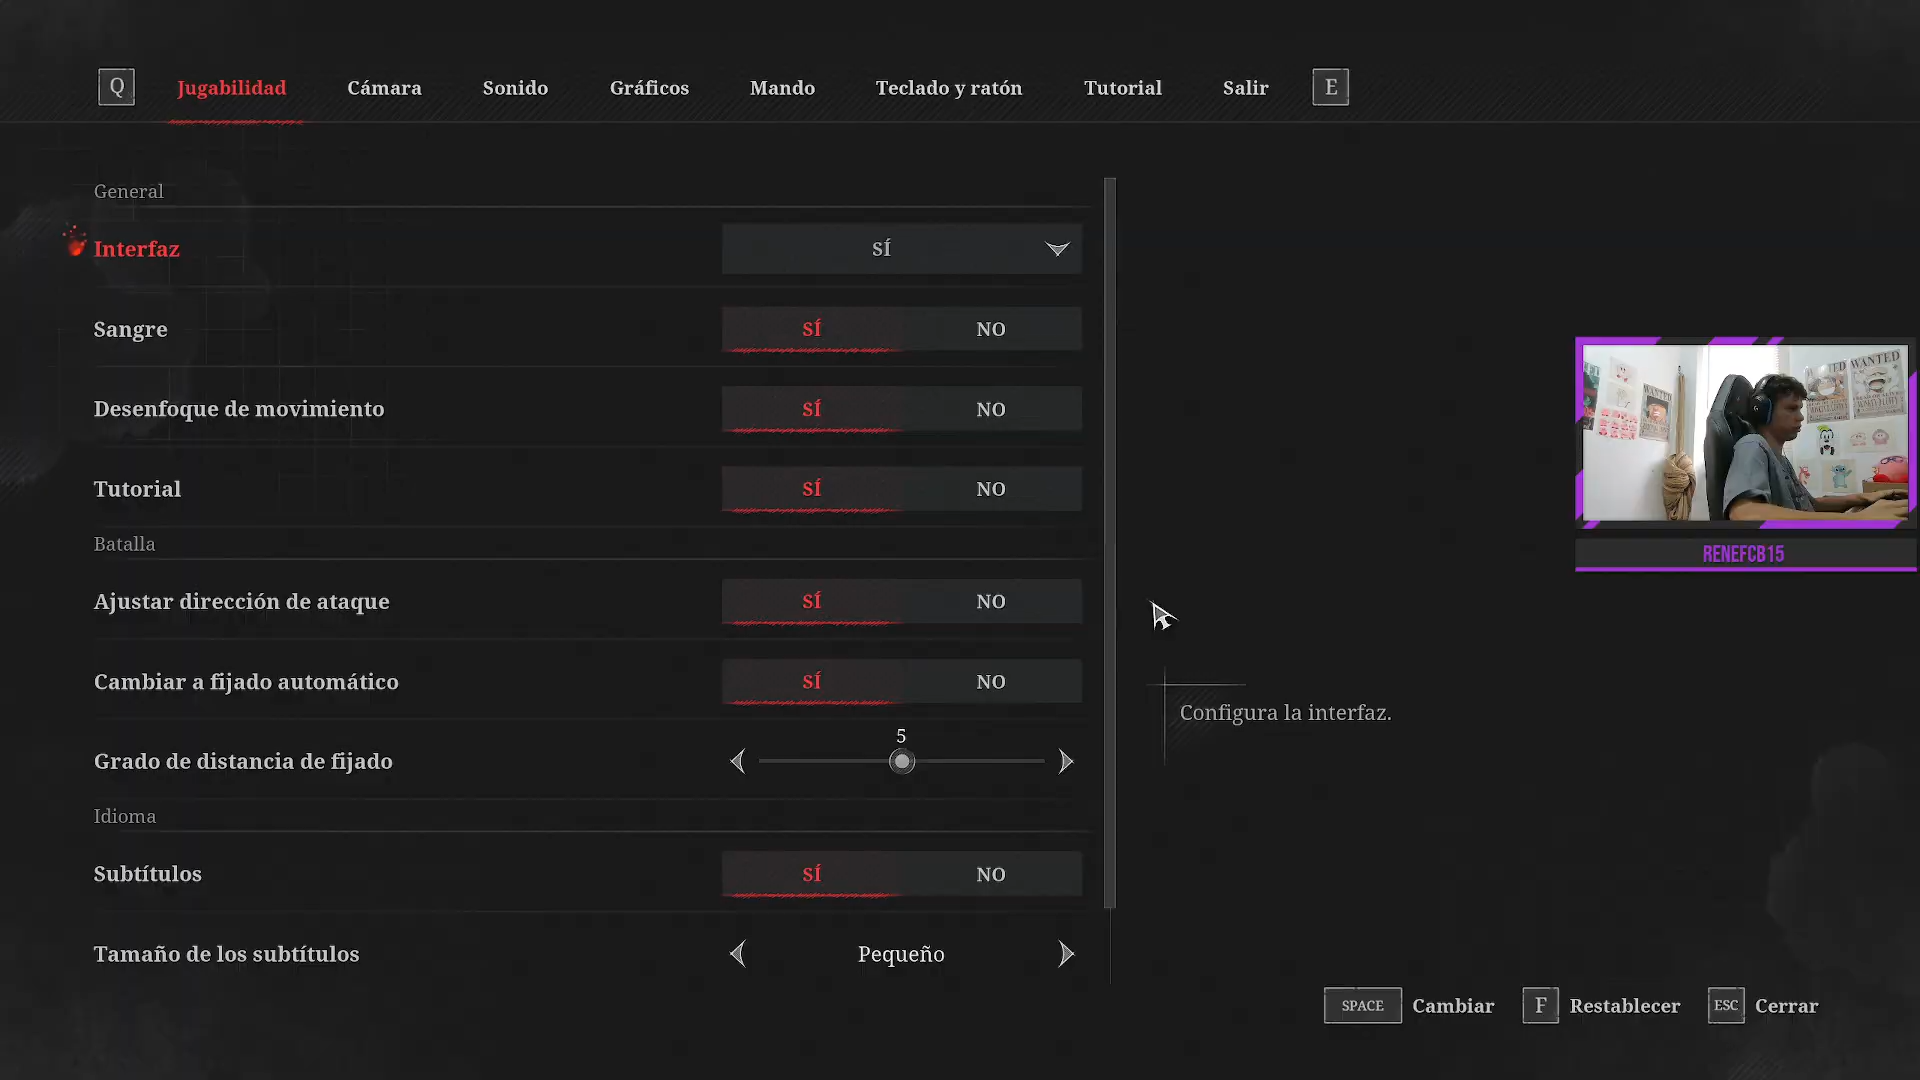 Q Jugabilidad Cámara Sonido Gráficos Mando Teclado y ratón Tutorial Salir E
General
Interfaz SÍ
Sangre SÍ NO
Desenfoque de movimiento SÍ NO
Tutorial SÍ NO
Batalla
Ajustar dirección de ataque SÍ NO
Cambiar a fijado automático SÍ NO
5
Grado de distancia de fijado
Idioma
Subtítulos SÍ NO
Tamaño de los subtítulos Pequeño
Configura la interfaz.
WANTED
WANTED
RENEFCB15
SPACE Cambiar F Restablecer ESC Cerrar